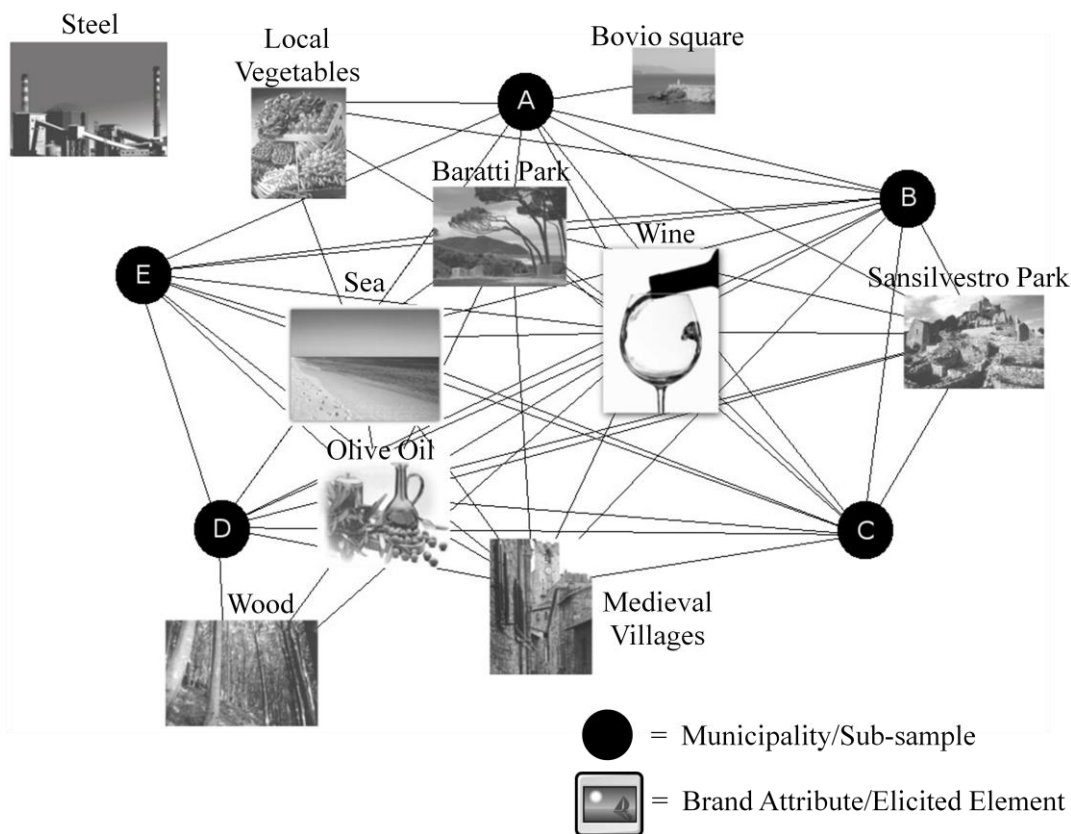 Steel
Local
Vegetables
Bovio square
A
Baratti Park
B
Wine
E
Sea
Sansilvestro Park
Olive Oil
D
C
Wood
Medieval
Villages
= Municipality/Sub-sample
= Brand Attribute/Elicited Element